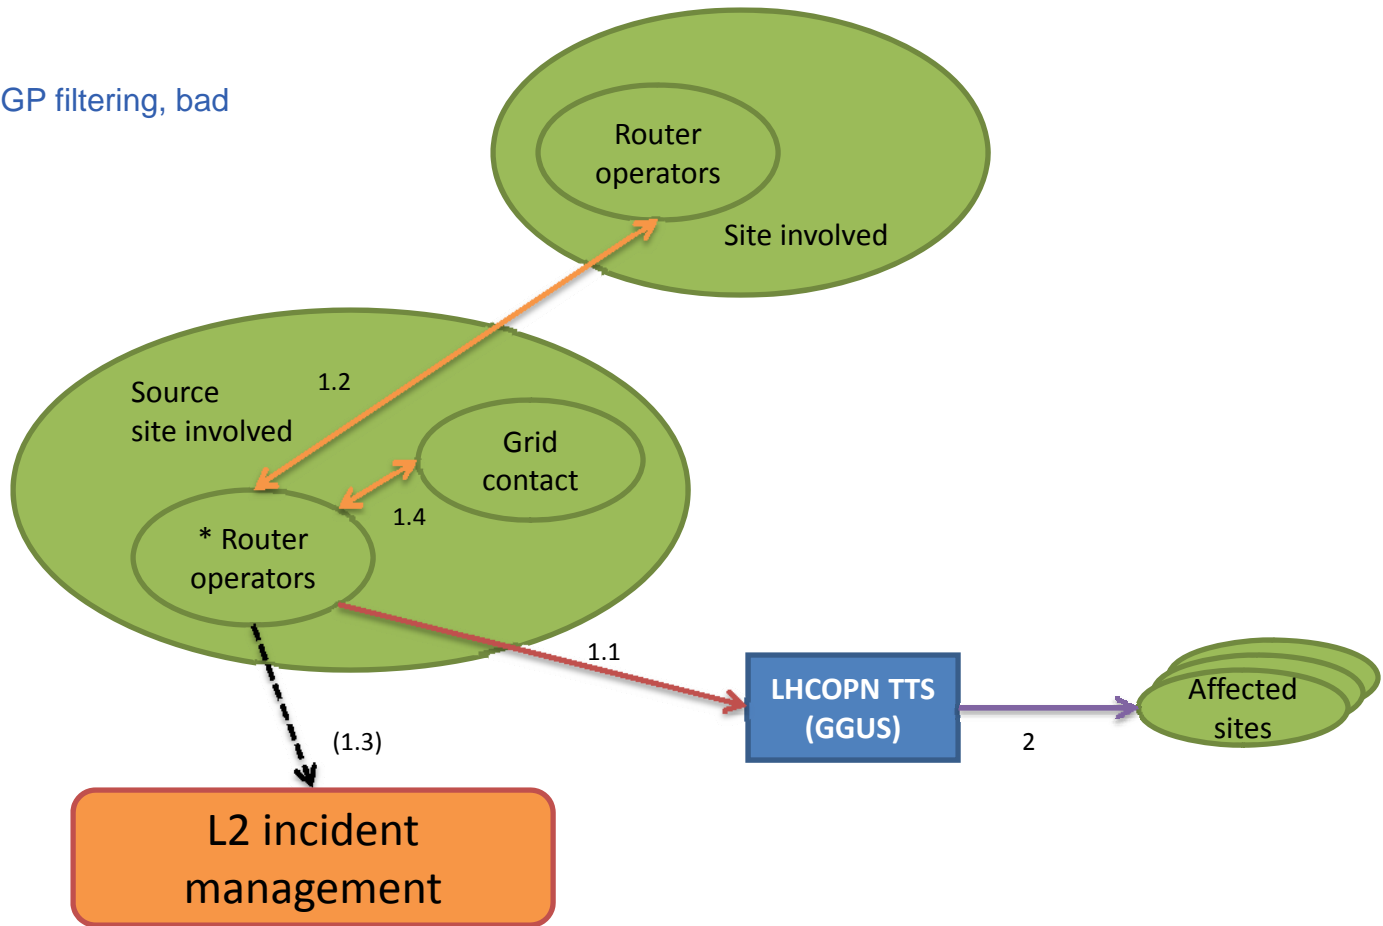 GP filtering, bad
Router
operators
Site involved
Source
site involved
1.2
Grid
contact
1.4
* Router
operators
1.1
LHCOPN TTS
(GGUS)
2
Affected
sites
(1.3)
L2 incident
management